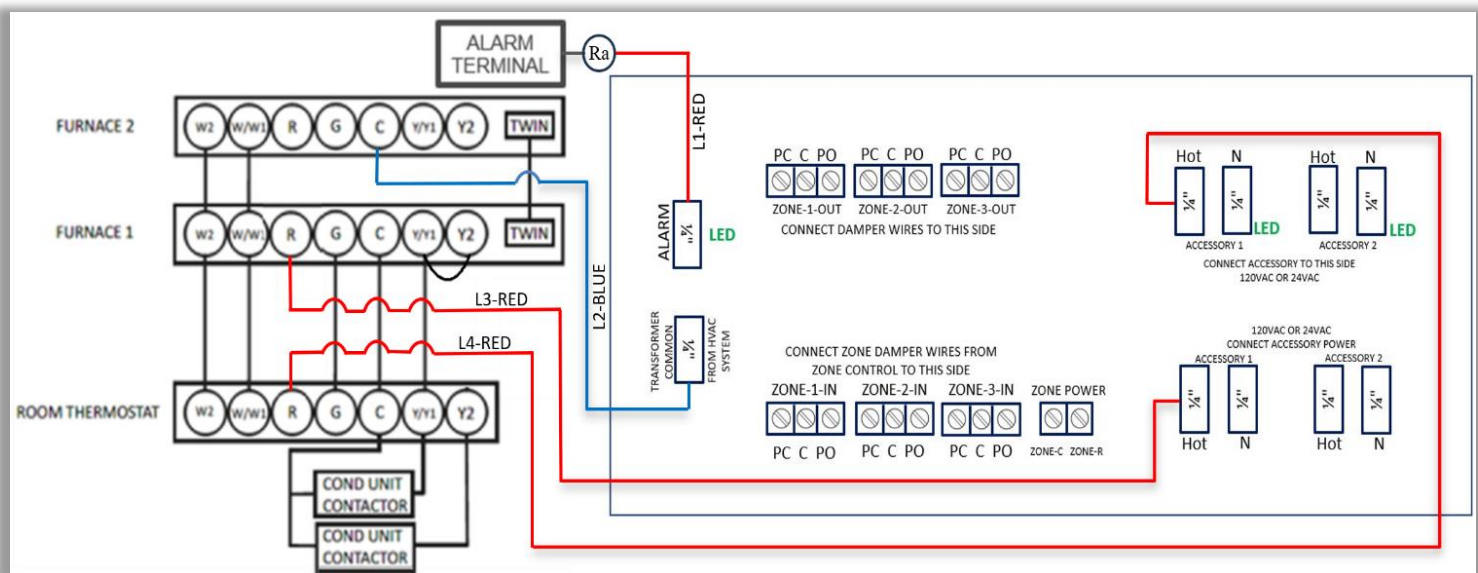 ALARM
TERMINAL
Ra
L1-RED
FURNACE 2
W2 W/W1 R G C Y/Y1 Y2 TWIN
FURNACE 1
W2 W/W1 R G C Y/Y1 Y2 TWIN
L3-RED
L4-RED
L2-BLUE
ROOM THERMOSTAT
W2 W/W1 R G C Y/Y1 Y2
COND UNIT
CONTACTOR
COND UNIT
CONTACTOR
ALARM
¼"
LED
TRANSFORMER
COMMON
¼"
FROM HVAC
SYSTEM
PC C PO PC C PO PC C PO
ZONE-1-OUT ZONE-2-OUT ZONE-3-OUT
CONNECT DAMPER WIRES TO THIS SIDE
Hot N Hot N
¼" ¼" ¼" ¼"
LED LED
ACCESSORY 1 ACCESSORY 2
CONNECT ACCESSORY TO THIS SIDE
120VAC OR 24VAC
CONNECT ZONE DAMPER WIRES FROM
ZONE CONTROL TO THIS SIDE
ZONE-1-IN ZONE-2-IN ZONE-3-IN ZONE POWER
PC C PO PC C PO PC C PO ZONE-C ZONE-R
120VAC OR 24VAC
CONNECT ACCESSORY POWER
ACCESSORY 1 ACCESSORY 2
¼" ¼" ¼" ¼"
Hot N Hot N